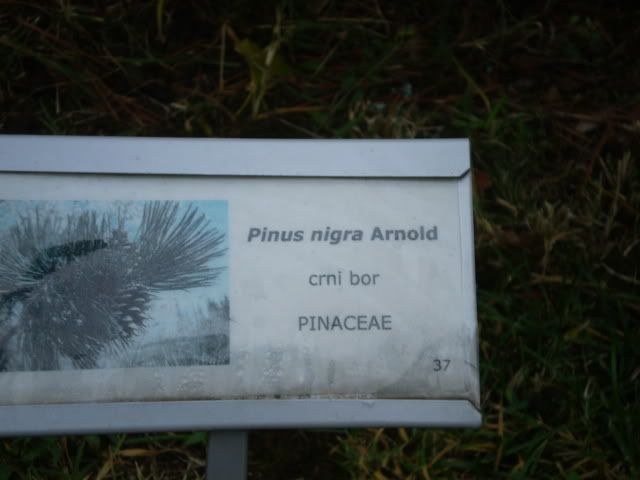 Pinus nigra Arnold
crni bor
PINACEAE
37